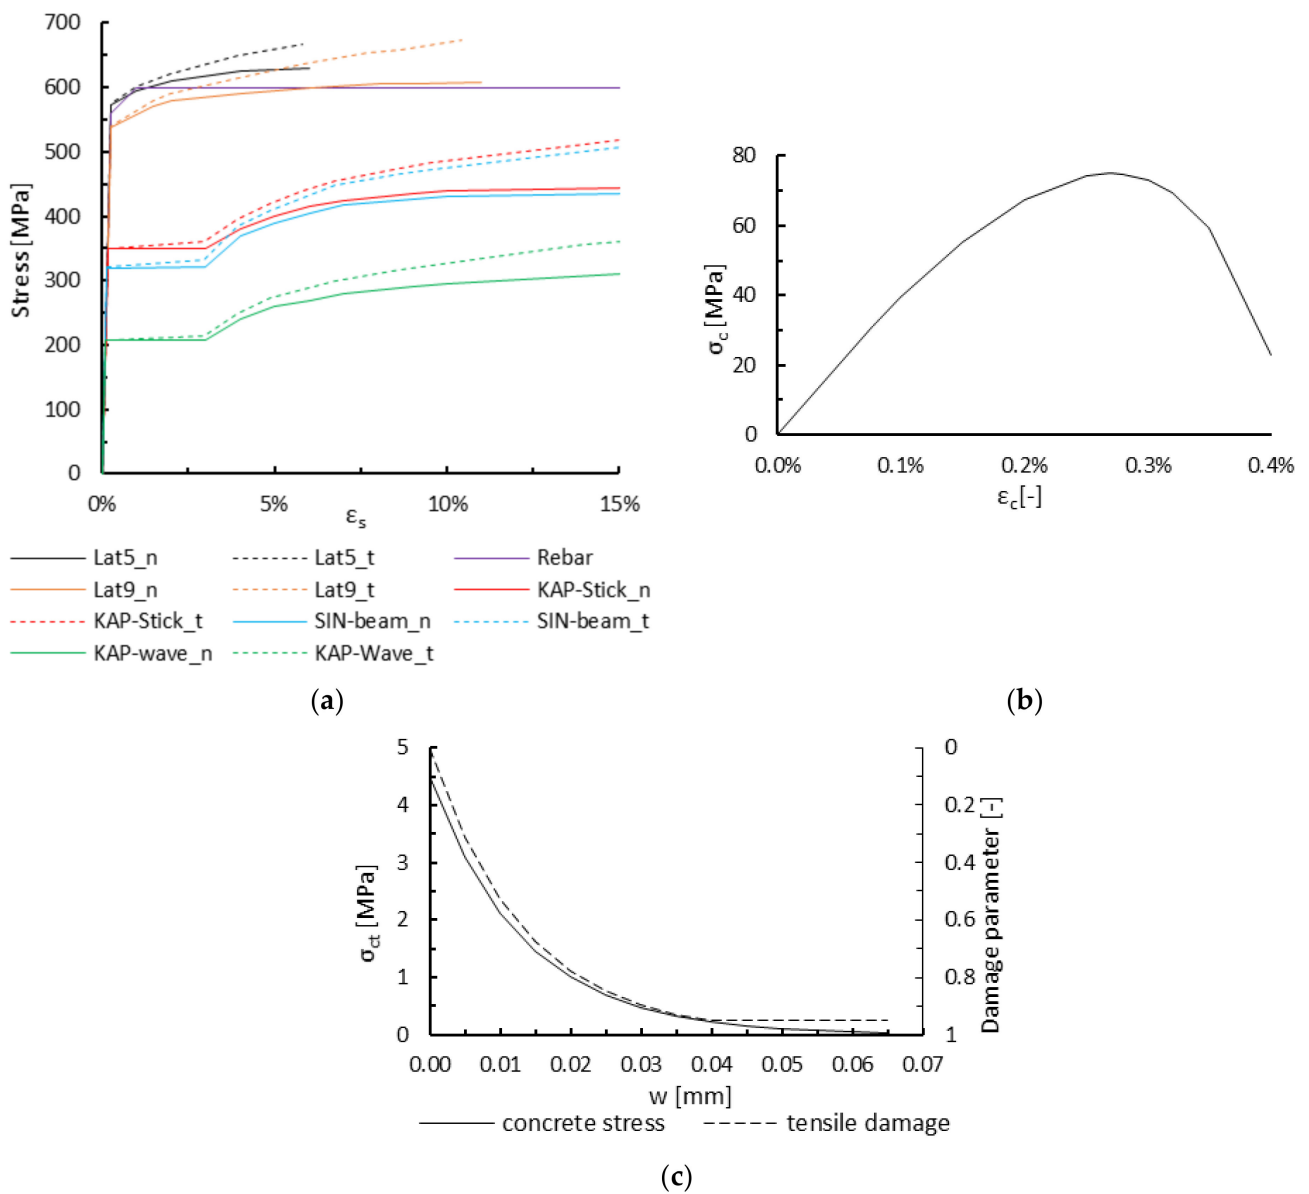 700
600
500
400
300
200
100
0
Stress [MPa]
0% 5% 10% 15%
εs
Lat5_n Lat5_t Rebar
Lat9_n Lat9_t KAP-Stick_n
KAP-Stick_t SIN-beam_n SIN-beam_t
KAP-wave_n KAP-Wave_t
(a)
80
60
40
20
0
σc [MPa]
0.0% 0.1% 0.2% 0.3% 0.4%
εc[-]
(b)
5
4
3
2
1
0
σct [MPa]
0
0.2
0.4
0.6
0.8
1
Damage parameter [-]
0.00 0.01 0.02 0.03 0.04 0.05 0.06 0.07
w [mm]
concrete stress tensile damage
(c)